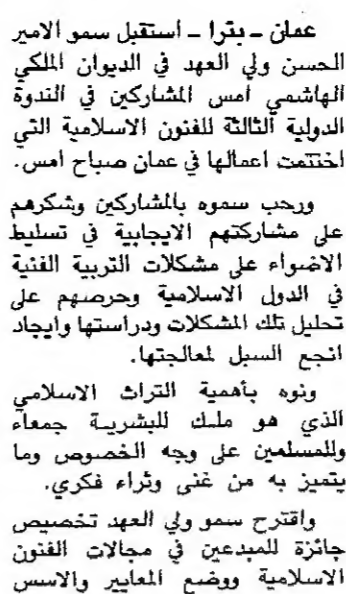 عمان ـ بترا ـ استقبل سمو الامير
الحسن ولي العهد في الديوان الملكي
الهاشمي امس المشاركين في الندوة
الدولية الثالثة للفنون الاسلامية التي
اختتمت اعمالها في عمان صباح امس.
ورحب سموه بالمشاركين وشكرهم
على مشاركتهم الايجابية في تسليط
الاضواء على مشكلات التربية الفنية
في الدول الاسلامية وحرصهم على
تحليل تلك المشكلات ودراستها وايجاد
انجع السبل لمعالجتها.
ونوه بأهمية التراث الاسلامي
الذي هو ملك للبشرية جمعاء
وللمسلمين على وجه الخصوص وما
يتميز به من غنى وثراء فكري.
واقترح سمو ولي العهد تخصيص
جائزة للمبدعين في مجالات الفنون
الاسلامية ووضع المعايير والاسس